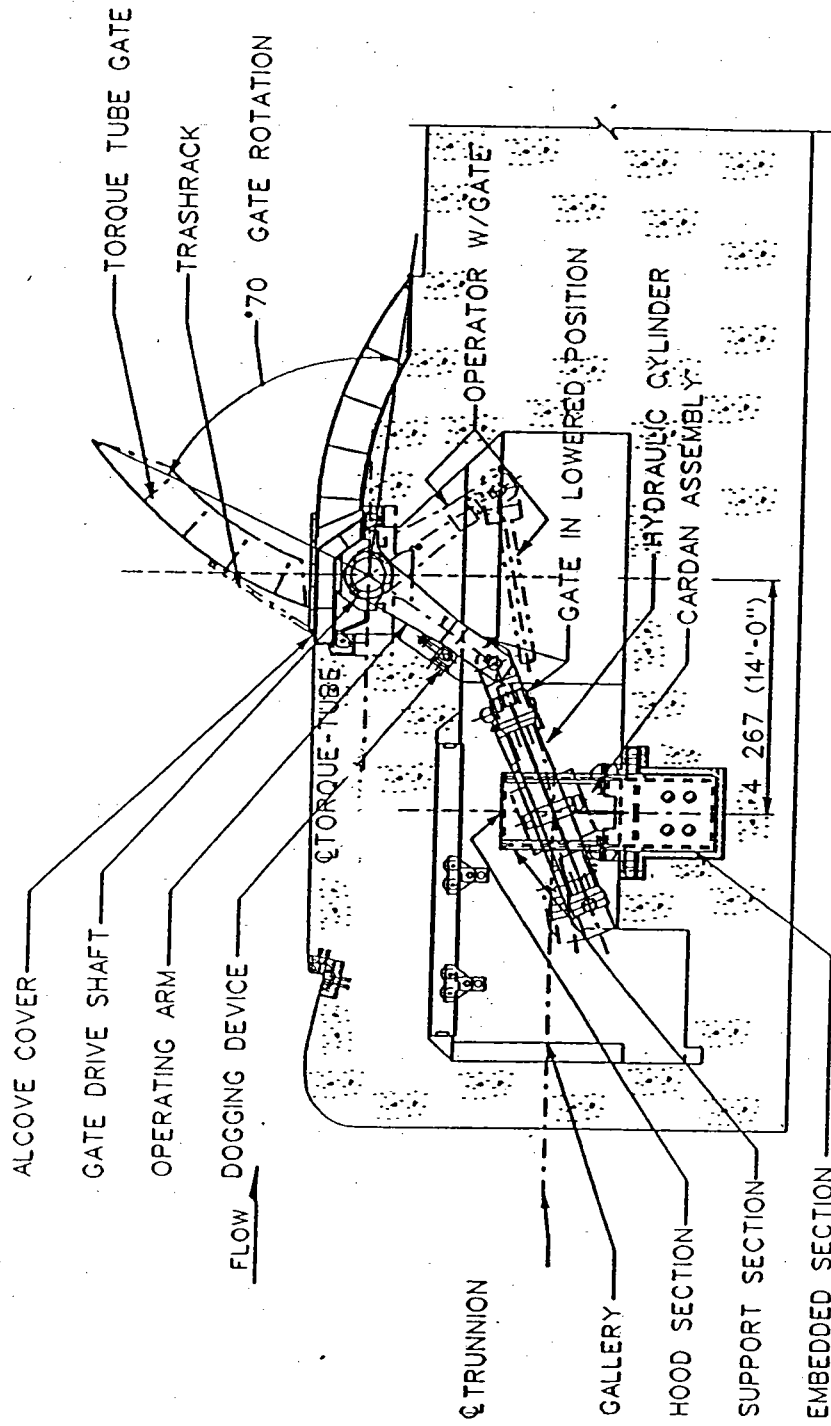 TORQUE TUBE GATE
TRASHRACK
°70 GATE ROTATION
ALCOVE COVER
GATE DRIVE SHAFT
OPERATING ARM
DOGGING DEVICE
FLOW
℄ TORQUE-TUBE
OPERATOR W/GATE
GATE IN LOWERED POSITION
HYDRAULIC CYLINDER
CARDAN ASSEMBLY
4 267 (14'-0")
℄ TRUNNION
GALLERY
HOOD SECTION
SUPPORT SECTION
EMBEDDED SECTION